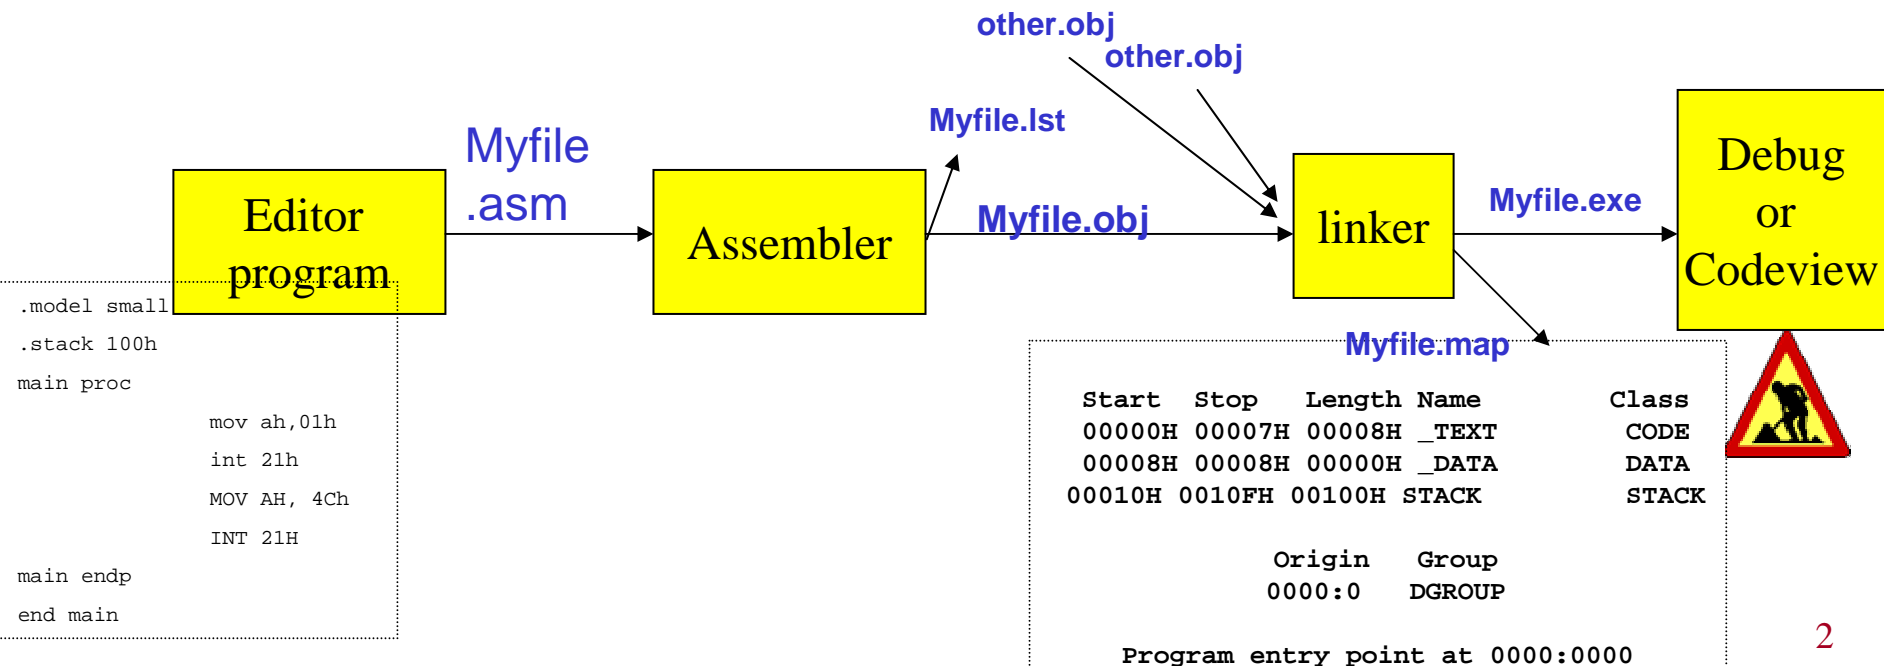 other.obj
other.obj
Myfile.lst
Myfile
.asm
Editor
program
Assembler
Myfile.obj
linker
Myfile.exe
Debug
or
Codeview
.model small
.stack 100h
main proc
mov ah,01h
int 21h
MOV AH, 4Ch
INT 21H
main endp
end main
Myfile.map
Start Stop Length Name Class
00000H 00007H 00008H _TEXT CODE
00008H 00008H 00000H _DATA DATA
00010H 0010FH 00100H STACK STACK
Origin Group
0000:0 DGROUP
Program entry point at 0000:0000
2